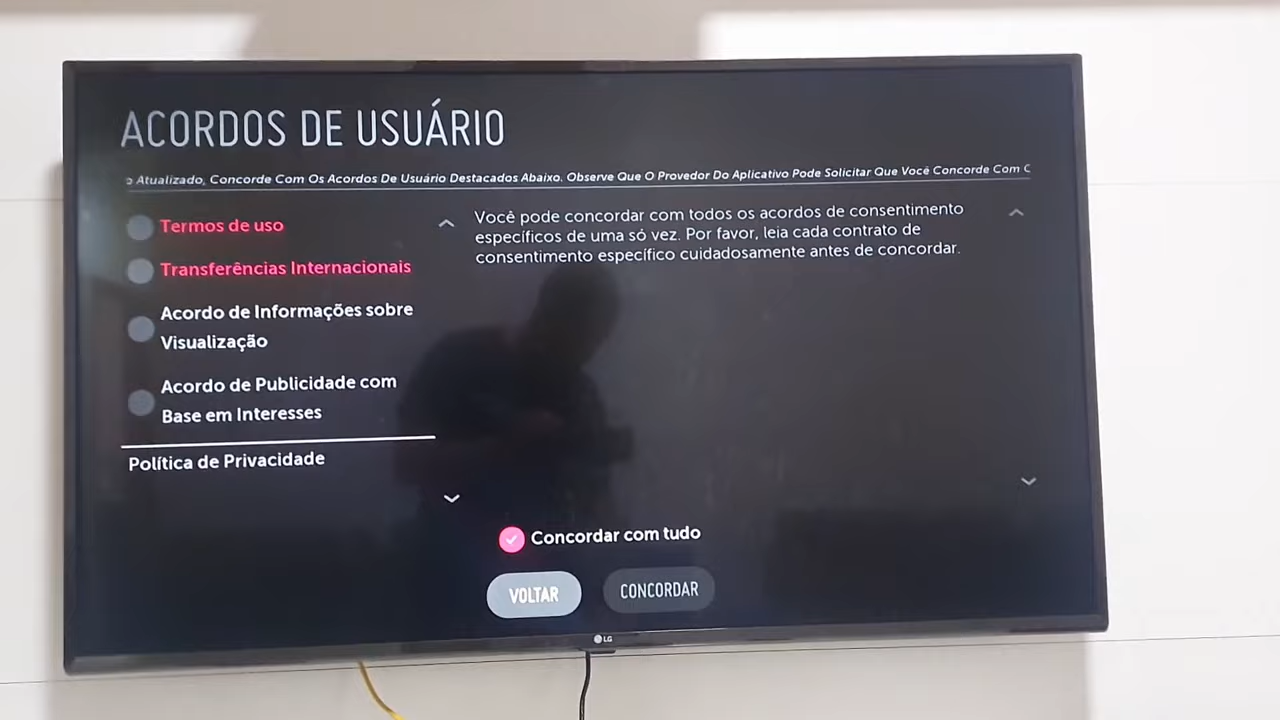 ACORDOS DE USUÁRIO
o Atualizado, Concorde Com Os Acordos De Usuário Destacados Abaixo. Observe Que O Provedor Do Aplicativo Pode Solicitar Que Você Concorde Com
Termos de uso
Transferências Internacionais
Acordo de Informações sobre
Visualização
Acordo de Publicidade com
Base em Interesses
Política de Privacidade
Você pode concordar com todos os acordos de consentimento
específicos de uma só vez. Por favor, leia cada contrato de
consentimento específico cuidadosamente antes de concordar.
Concordar com tudo
VOLTAR
CONCORDAR
LG